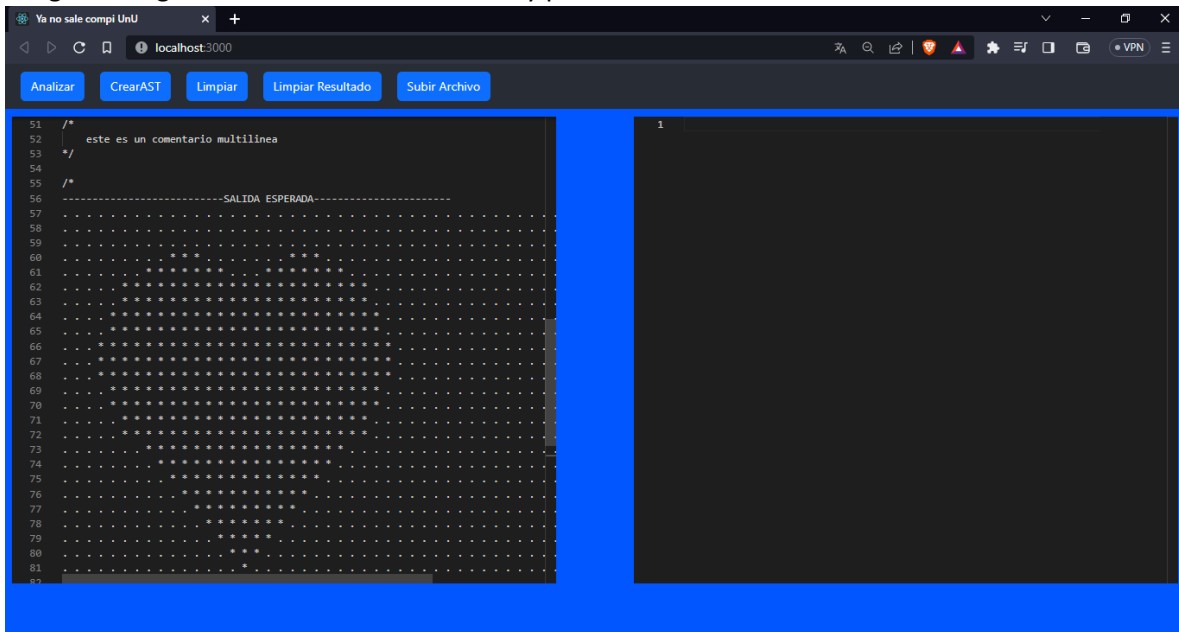 Ya no sale compi UnU
localhost:3000
VPN
Analizar CrearAST Limpiar Limpiar Resultado Subir Archivo
51 /*
52 este es un comentario multilinea
53 */
54
55 /*
56 ---------------------------SALIDA ESPERADA-----------------------
57 . . . . . . . . . . . . . . . . . . . . . . . . . . . . . . . . . . . . . . . . . .
58 . . . . . . . . . . . . . . . . . . . . . . . . . . . . . . . . . . . . . . . . . .
59 . . . . . . . . . . . . . . . . . . . . . . . . . . . . . . . . . . . . . . . . . .
60 . . . . . . . . . * * * . . . . . . . * * * . . . . . . . . . . . . . . . . . . . .
61 . . . . . . . * * * * * * * . . . * * * * * * * . . . . . . . . . . . . . . . . . .
62 . . . . . * * * * * * * * * * * * * * * * * * * * * . . . . . . . . . . . . . . . .
63 . . . . . * * * * * * * * * * * * * * * * * * * * * . . . . . . . . . . . . . . . .
64 . . . . * * * * * * * * * * * * * * * * * * * * * * * . . . . . . . . . . . . . . .
65 . . . . * * * * * * * * * * * * * * * * * * * * * * * . . . . . . . . . . . . . . .
66 . . . * * * * * * * * * * * * * * * * * * * * * * * * * . . . . . . . . . . . . . .
67 . . . * * * * * * * * * * * * * * * * * * * * * * * * * . . . . . . . . . . . . . .
68 . . . * * * * * * * * * * * * * * * * * * * * * * * * * . . . . . . . . . . . . . .
69 . . . . * * * * * * * * * * * * * * * * * * * * * * * . . . . . . . . . . . . . . .
70 . . . . * * * * * * * * * * * * * * * * * * * * * * * . . . . . . . . . . . . . . .
71 . . . . . * * * * * * * * * * * * * * * * * * * * * . . . . . . . . . . . . . . . .
72 . . . . . * * * * * * * * * * * * * * * * * * * * * . . . . . . . . . . . . . . . .
73 . . . . . . . * * * * * * * * * * * * * * * * * . . . . . . . . . . . . . . . . . .
74 . . . . . . . . * * * * * * * * * * * * * * * . . . . . . . . . . . . . . . . . . .
75 . . . . . . . . . * * * * * * * * * * * * * . . . . . . . . . . . . . . . . . . . .
76 . . . . . . . . . . * * * * * * * * * * * . . . . . . . . . . . . . . . . . . . . .
77 . . . . . . . . . . . * * * * * * * * * . . . . . . . . . . . . . . . . . . . . . .
78 . . . . . . . . . . . . * * * * * * * . . . . . . . . . . . . . . . . . . . . . . .
79 . . . . . . . . . . . . . * * * * * . . . . . . . . . . . . . . . . . . . . . . . .
80 . . . . . . . . . . . . . . * * * . . . . . . . . . . . . . . . . . . . . . . . . .
81 . . . . . . . . . . . . . . . * . . . . . . . . . . . . . . . . . . . . . . . . . .
82
1